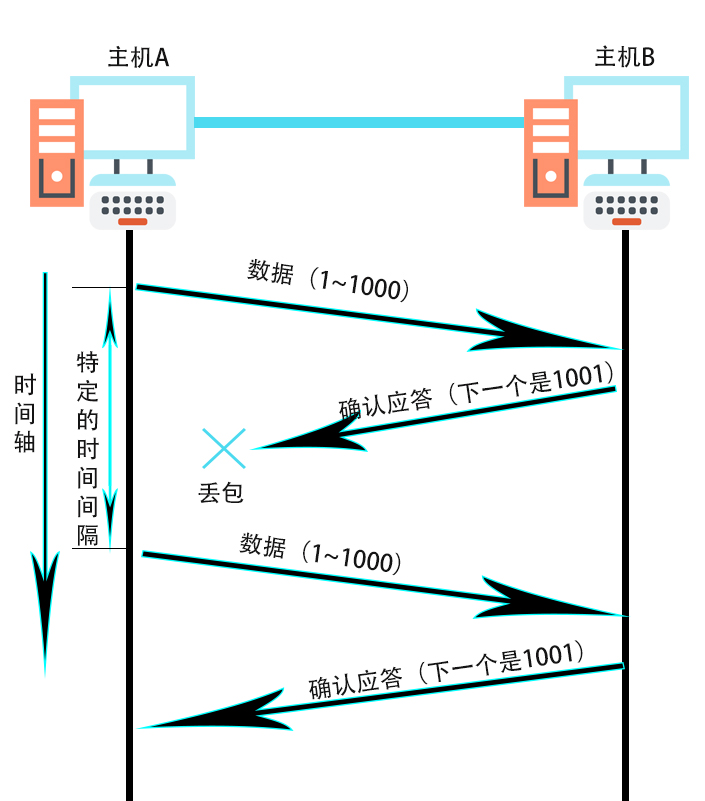 主机A
主机B
数据（1~1000）
确认应答（下一个是1001）
丢包
特定的时间间隔
时间轴
数据（1~1000）
确认应答（下一个是1001）